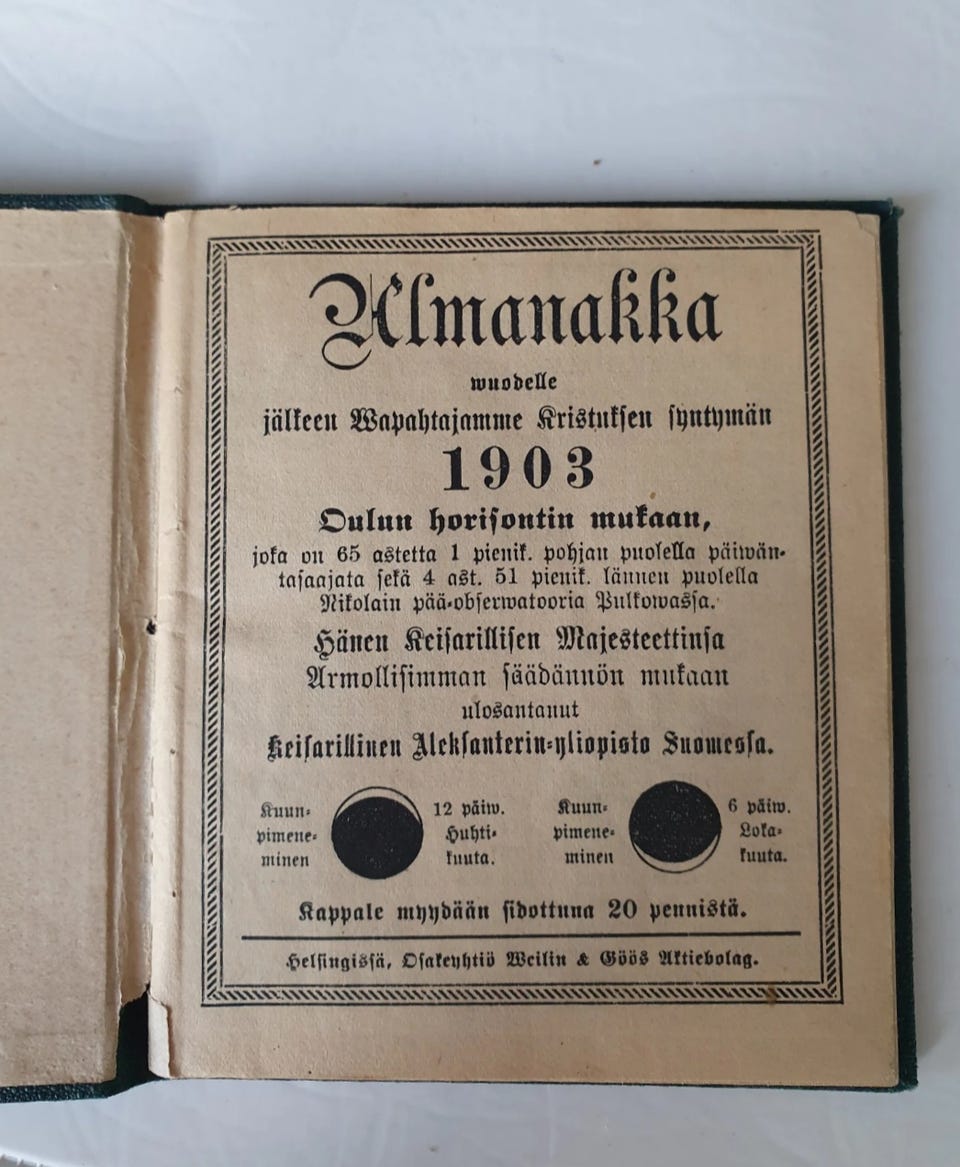 Almanakka
wuodelle
jälkeen Wapahtajamme Kristuksen syntymän
1903
Oulun horisontin mukaan,
joka on 65 astetta 1 pienik. pohjan puolella päiwän-
tasaajata sekä 4 ast. 51 pienik. lännen puolella
Nikolain pää-observatooria Pulkowassa.
Hänen Keisarillisen Majesteettinsa
Armollisimman säädännön mukaan
ulosantanut
Keisarillinen Aleksanterin-yliopisto Suomessa.
Kuun-
pimene-
minen
12 päiw.
Huhti-
kuuta.
Kuun-
pimene-
minen
6 päiw.
Loka-
kuuta.
Kappale myydään sidottuna 20 pennistä.
Helsingissä, Osakeyhtiö Weilin & Göös Aktiebolag.